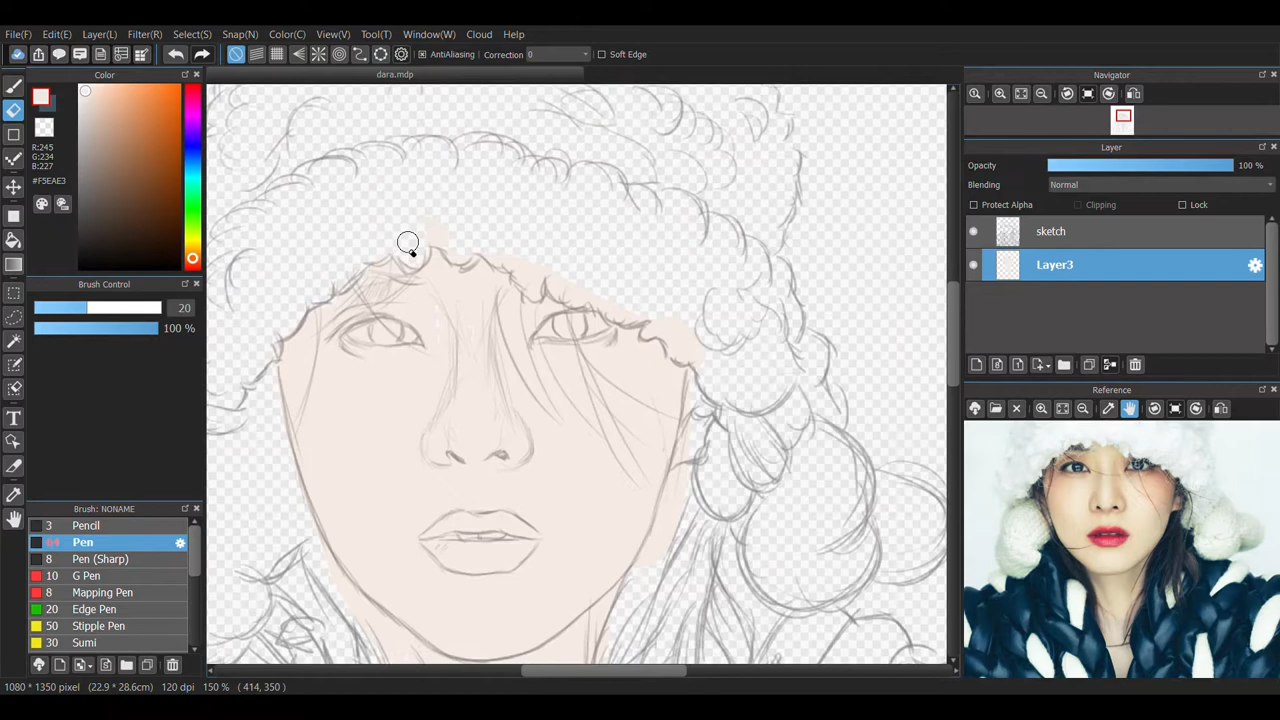 File(F) Edit(E) Layer(L) Filter(R) Select(S) Snap(N) Color(C) View(V) Tool(T) Window(W) Cloud Help
AntiAliasing Correction 0 Soft Edge
Color
dara.mdp
Navigator
R:245
G:234
B:227
#F5EAE3
Layer
Opacity 100 %
Blending Normal
Protect Alpha Clipping Lock
sketch
Layer3
Brush Control
20
100 %
Reference
Brush: NONAME
3 Pencil
Pen
8 Pen (Sharp)
10 G Pen
8 Mapping Pen
20 Edge Pen
50 Stipple Pen
30 Sumi
1080 * 1350 pixel (22.9 * 28.6cm) 120 dpi 150 % ( 414, 350 )